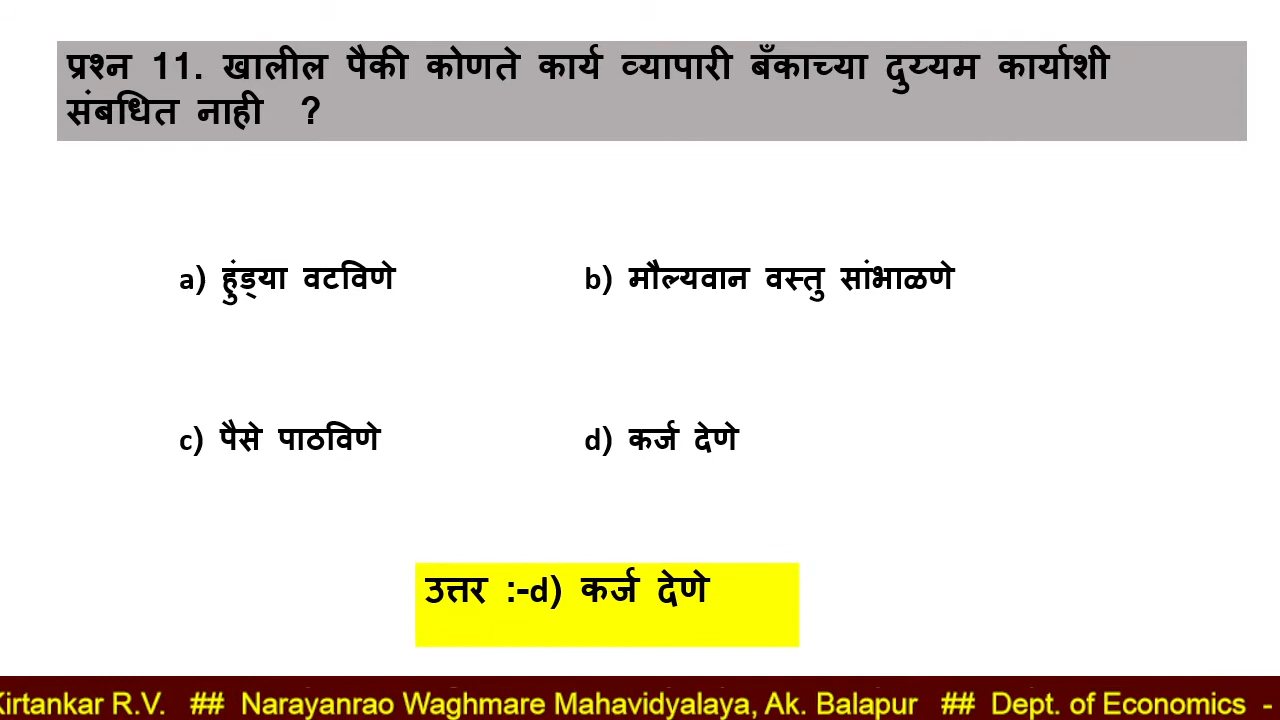 प्रश्न 11. खालील पैकी कोणते कार्य व्यापारी बँकाच्या दुय्यम कार्याशी
संबधित नाही ?
a) हुंड्या वटविणे b) मौल्यवान वस्तु सांभाळणे
c) पैसे पाठविणे d) कर्ज देणे
उत्तर :-d) कर्ज देणे
Kirtankar R.V. ## Narayanrao Waghmare Mahavidyalaya, Ak. Balapur ## Dept. of Economics -